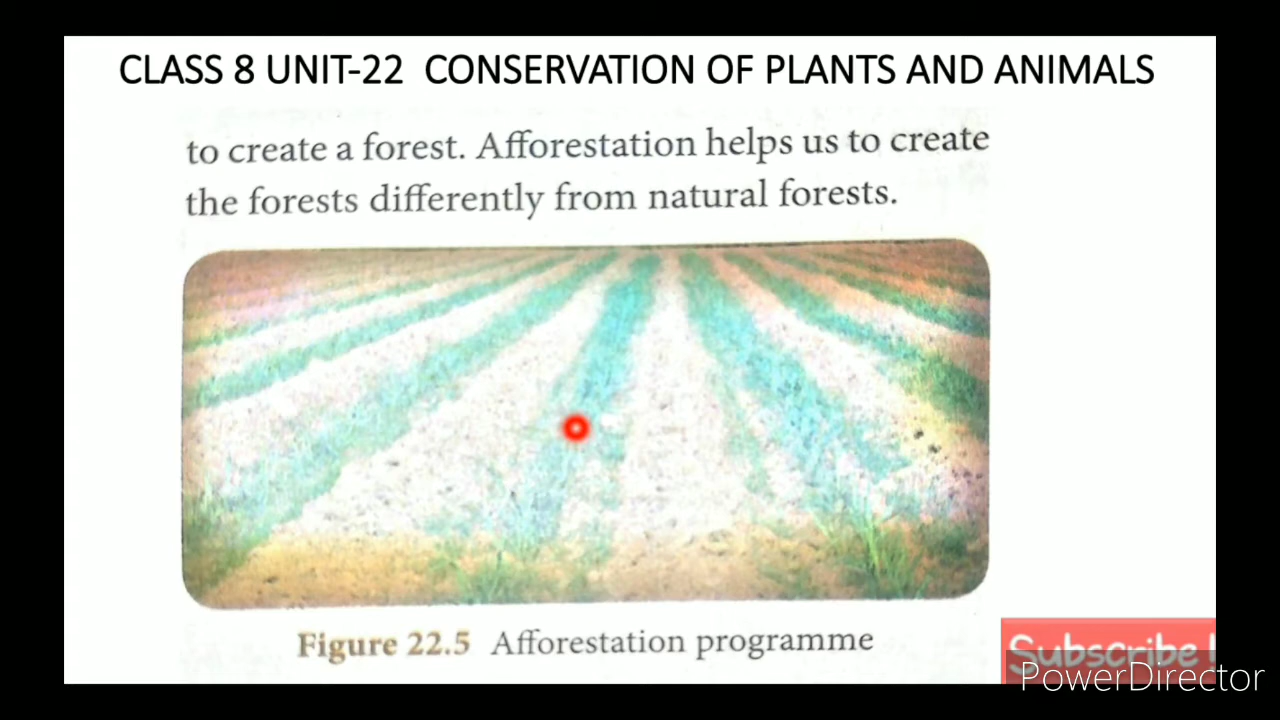 CLASS 8 UNIT-22 CONSERVATION OF PLANTS AND ANIMALS
to create a forest. Afforestation helps us to create
the forests differently from natural forests.
Figure 22.5 Afforestation programme
Subscribe !
PowerDirector